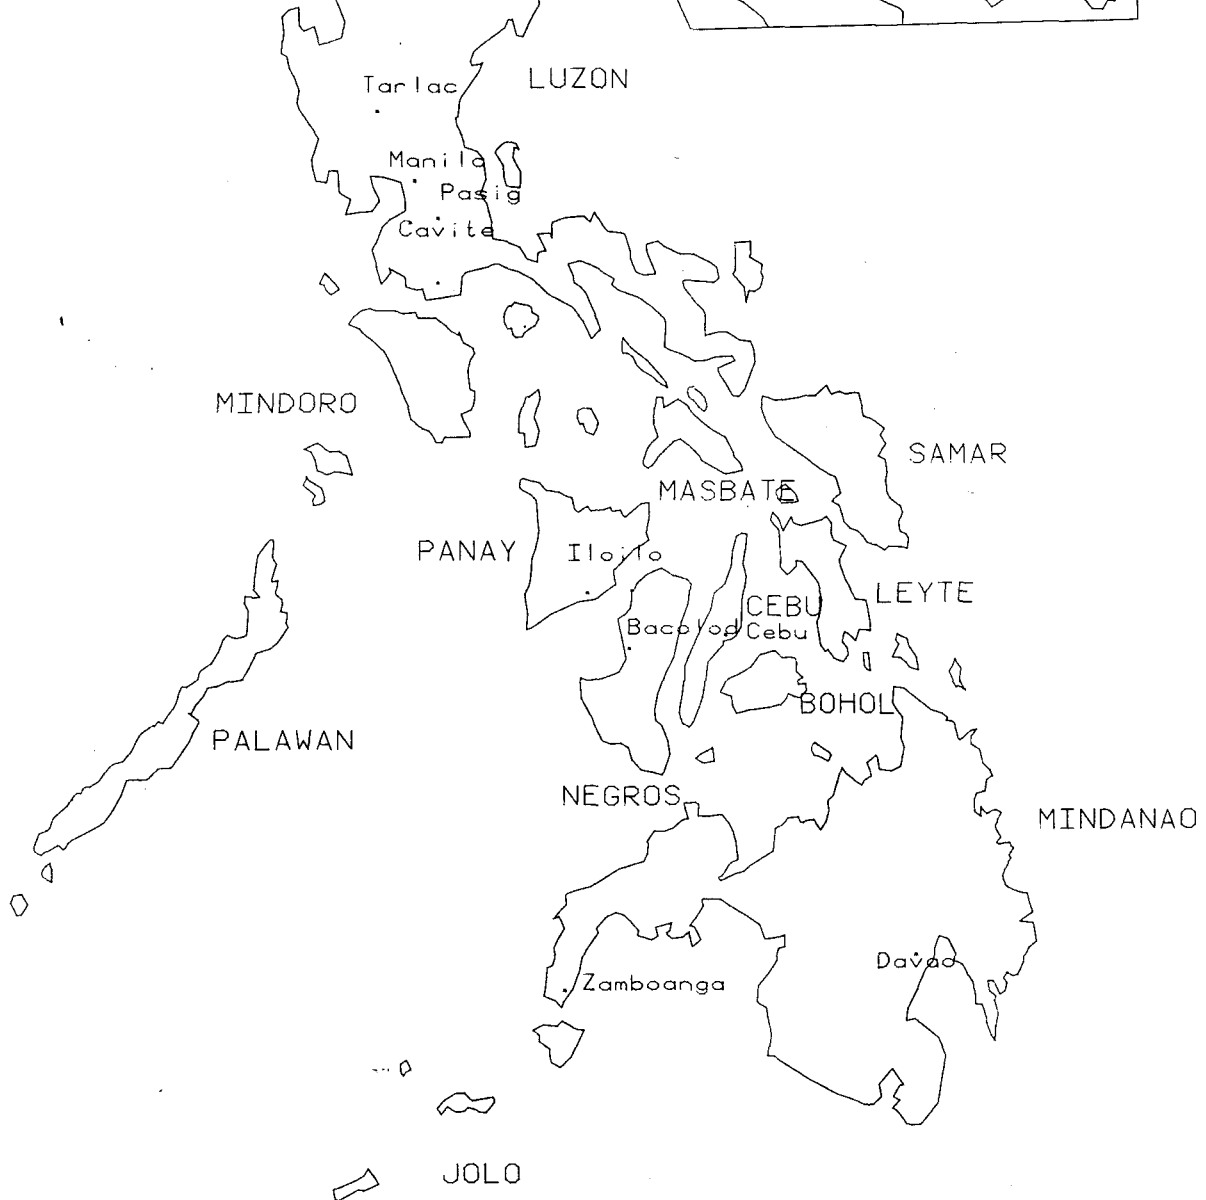 LUZON
Tarlac
Manila
Pasig
Cavite
MINDORO
SAMAR
MASBATE
PANAY
Iloilo
LEYTE
CEBU
Bacolod
Cebu
BOHOL
PALAWAN
NEGROS
MINDANAO
Davao
Zamboanga
JOLO